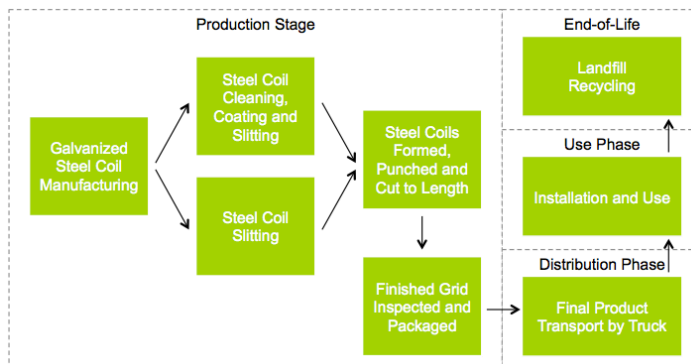 Production Stage
Galvanized
Steel Coil
Manufacturing
Steel Coil
Cleaning,
Coating and
Slitting
Steel Coil
Slitting
Steel Coils
Formed,
Punched and
Cut to Length
Finished Grid
Inspected and
Packaged
Distribution Phase
Final Product
Transport by Truck
Use Phase
Installation and Use
End-of-Life
Landfill
Recycling